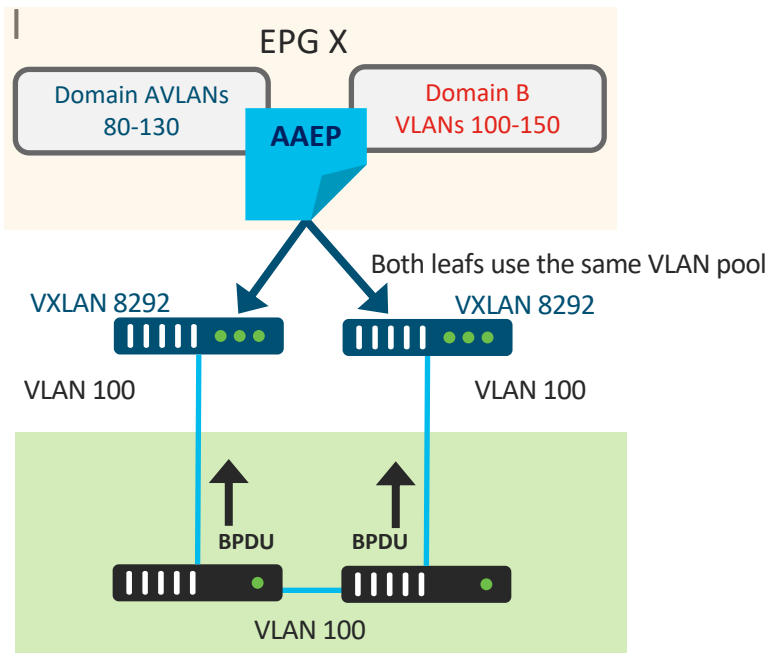 EPG X
Domain AVLANs
80-130
AAEP
Domain B
VLANs 100-150
Both leafs use the same VLAN pool
VXLAN 8292
VXLAN 8292
VLAN 100
VLAN 100
BPDU
BPDU
VLAN 100